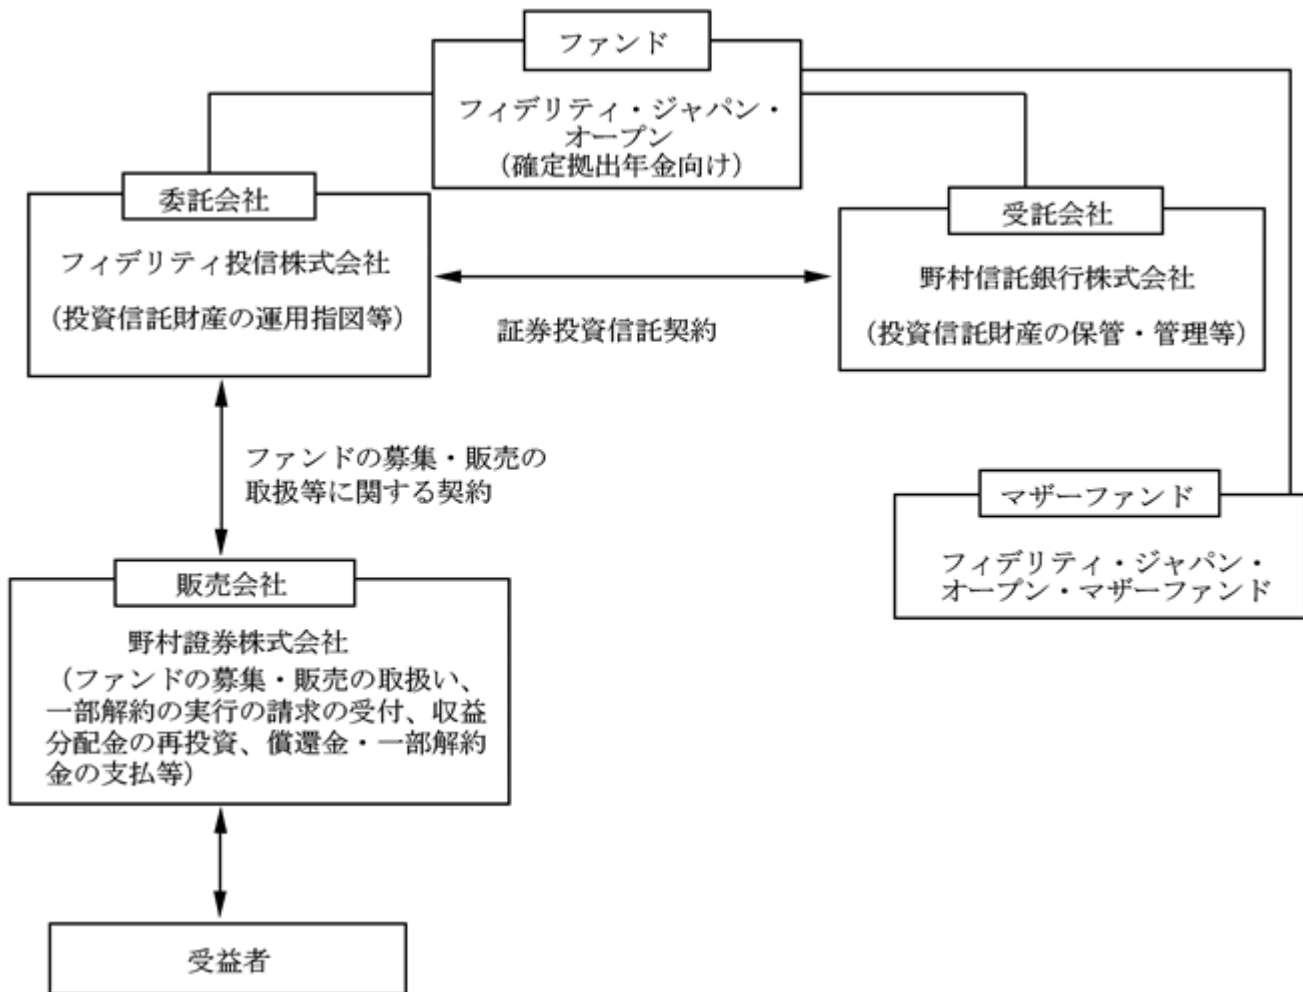 ファンド
フィデリティ・ジャパン・
オープン
（確定拠出年金向け）
委託会社
フィデリティ投信株式会社
（投資信託財産の運用指図等）
証券投資信託契約
受託会社
野村信託銀行株式会社
（投資信託財産の保管・管理等）
ファンドの募集・販売の
取扱等に関する契約
マザーファンド
フィデリティ・ジャパン・
オープン・マザーファンド
販売会社
野村證券株式会社
（ファンドの募集・販売の取扱い、
一部解約の実行の請求の受付、収益
分配金の再投資、償還金・一部解約
金の支払等）
受益者